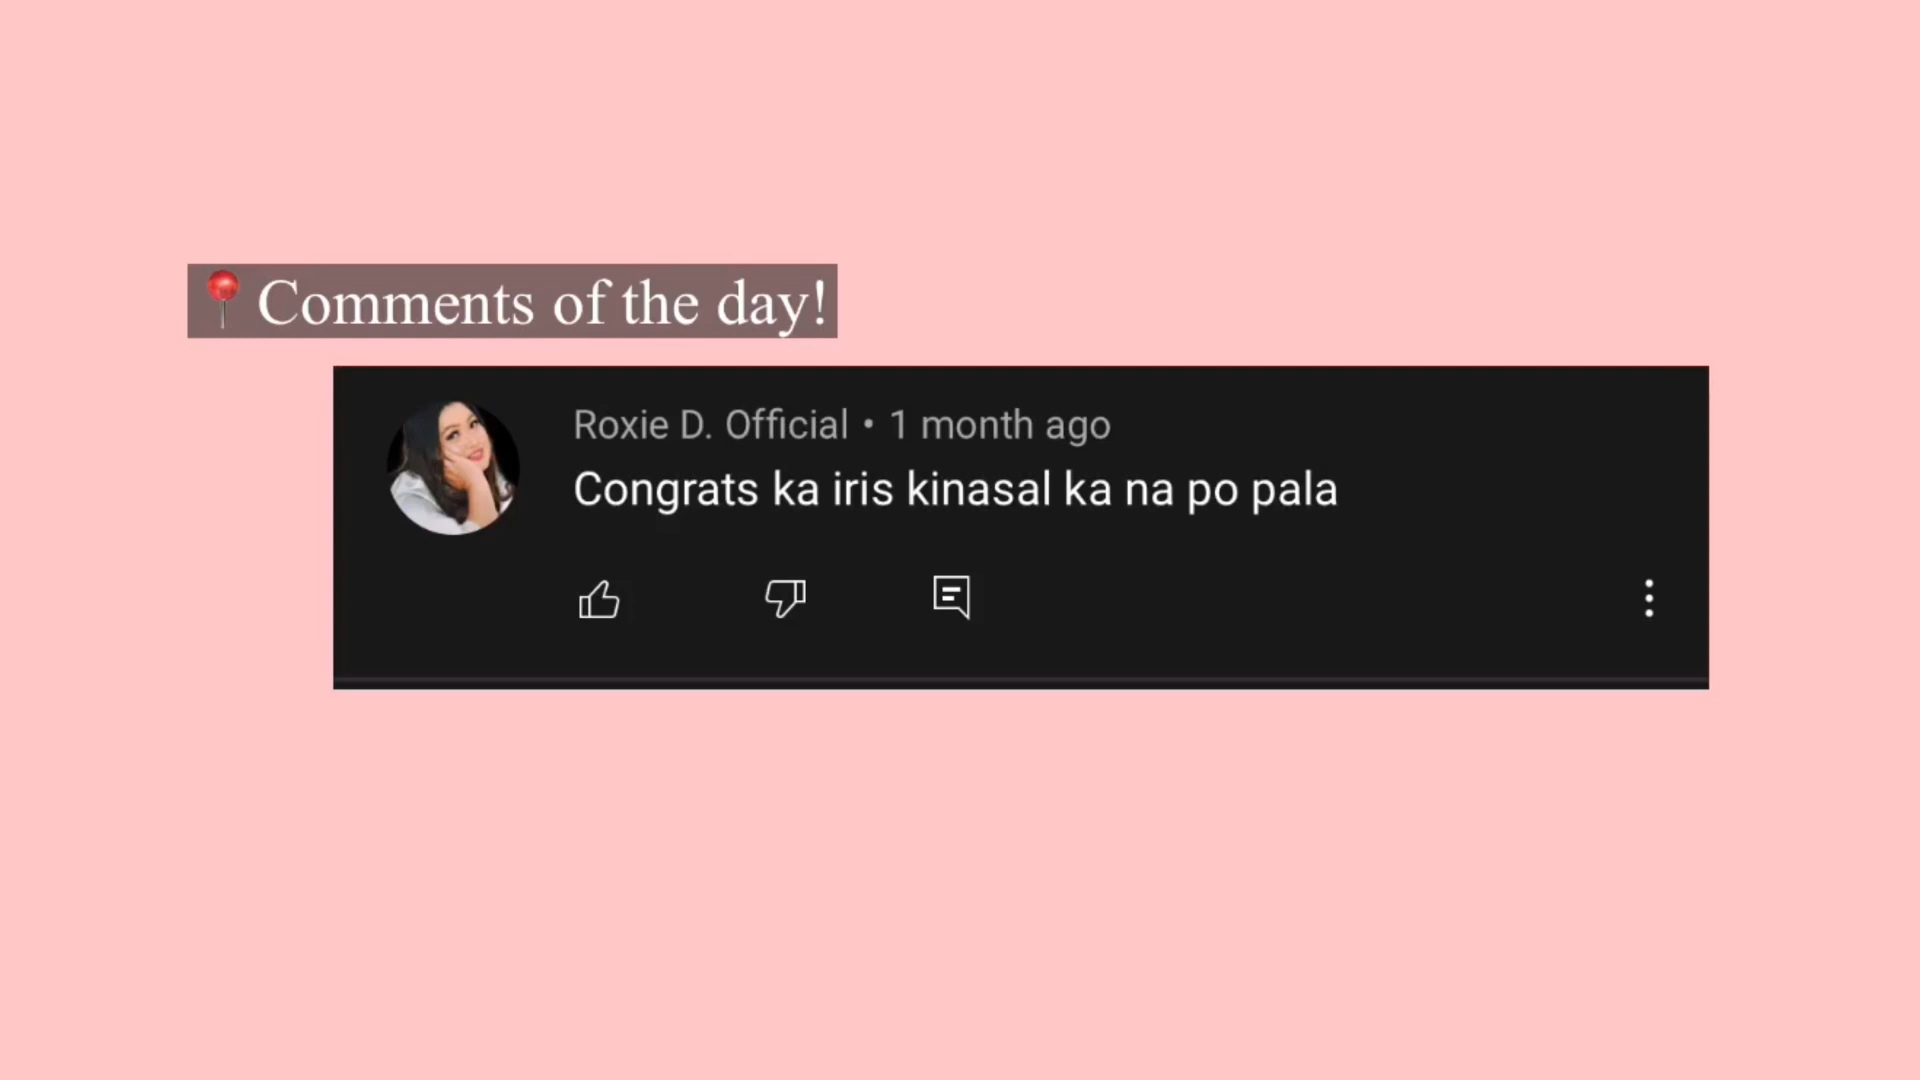 📍Comments of the day!
Roxie D. Official • 1 month ago
Congrats ka iris kinasal ka na po pala